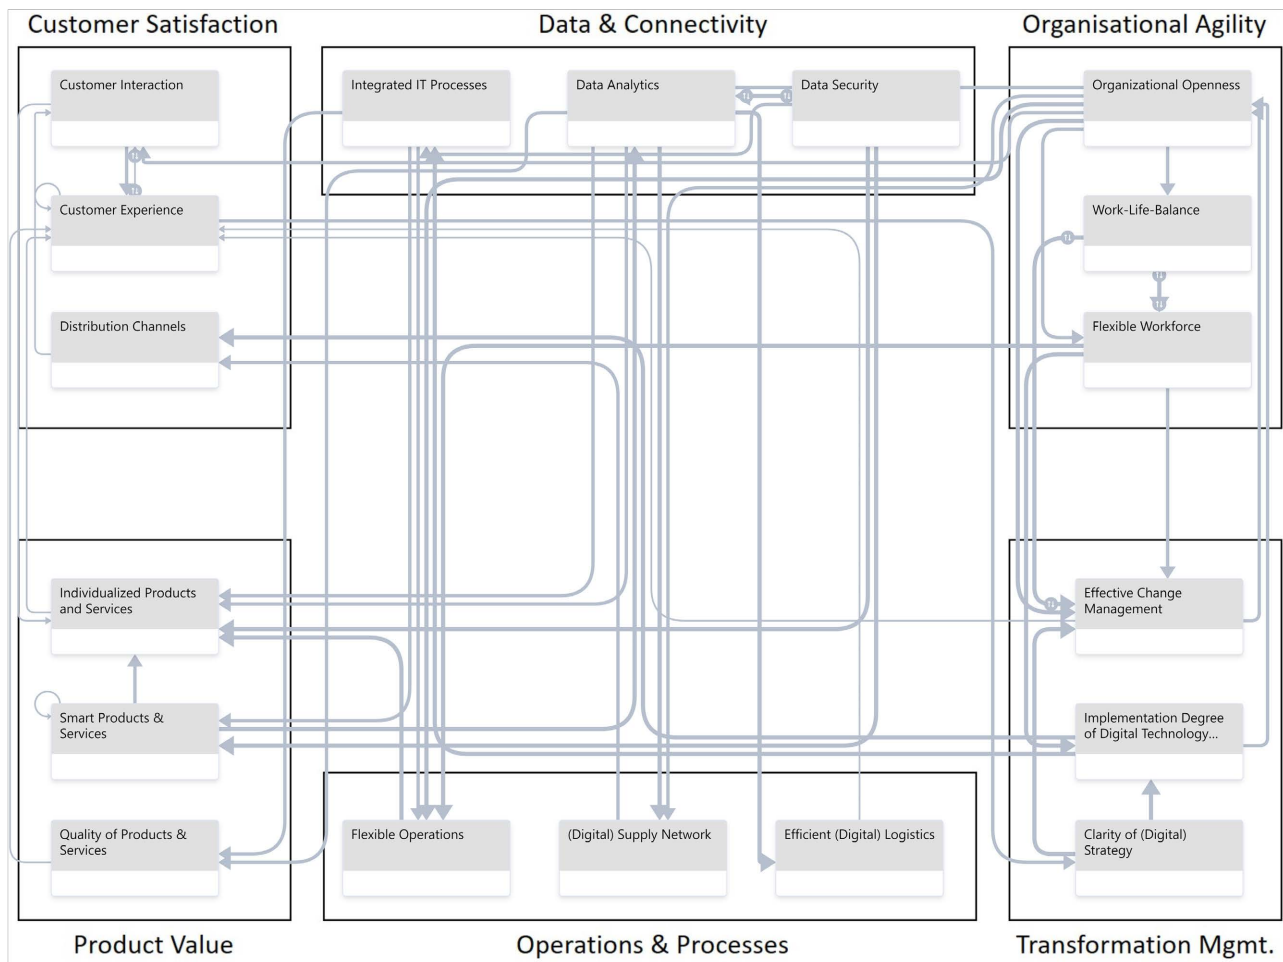 Customer Satisfaction
Data & Connectivity
Organisational Agility
Customer Interaction
Customer Experience
Distribution Channels
Integrated IT Processes
Data Analytics
Data Security
Organizational Openness
Work-Life-Balance
Flexible Workforce
Individualized Products
and Services
Smart Products &
Services
Quality of Products &
Services
Flexible Operations
(Digital) Supply Network
Efficient (Digital) Logistics
Effective Change
Management
Implementation Degree
of Digital Technology...
Clarity of (Digital)
Strategy
Product Value
Operations & Processes
Transformation Mgmt.